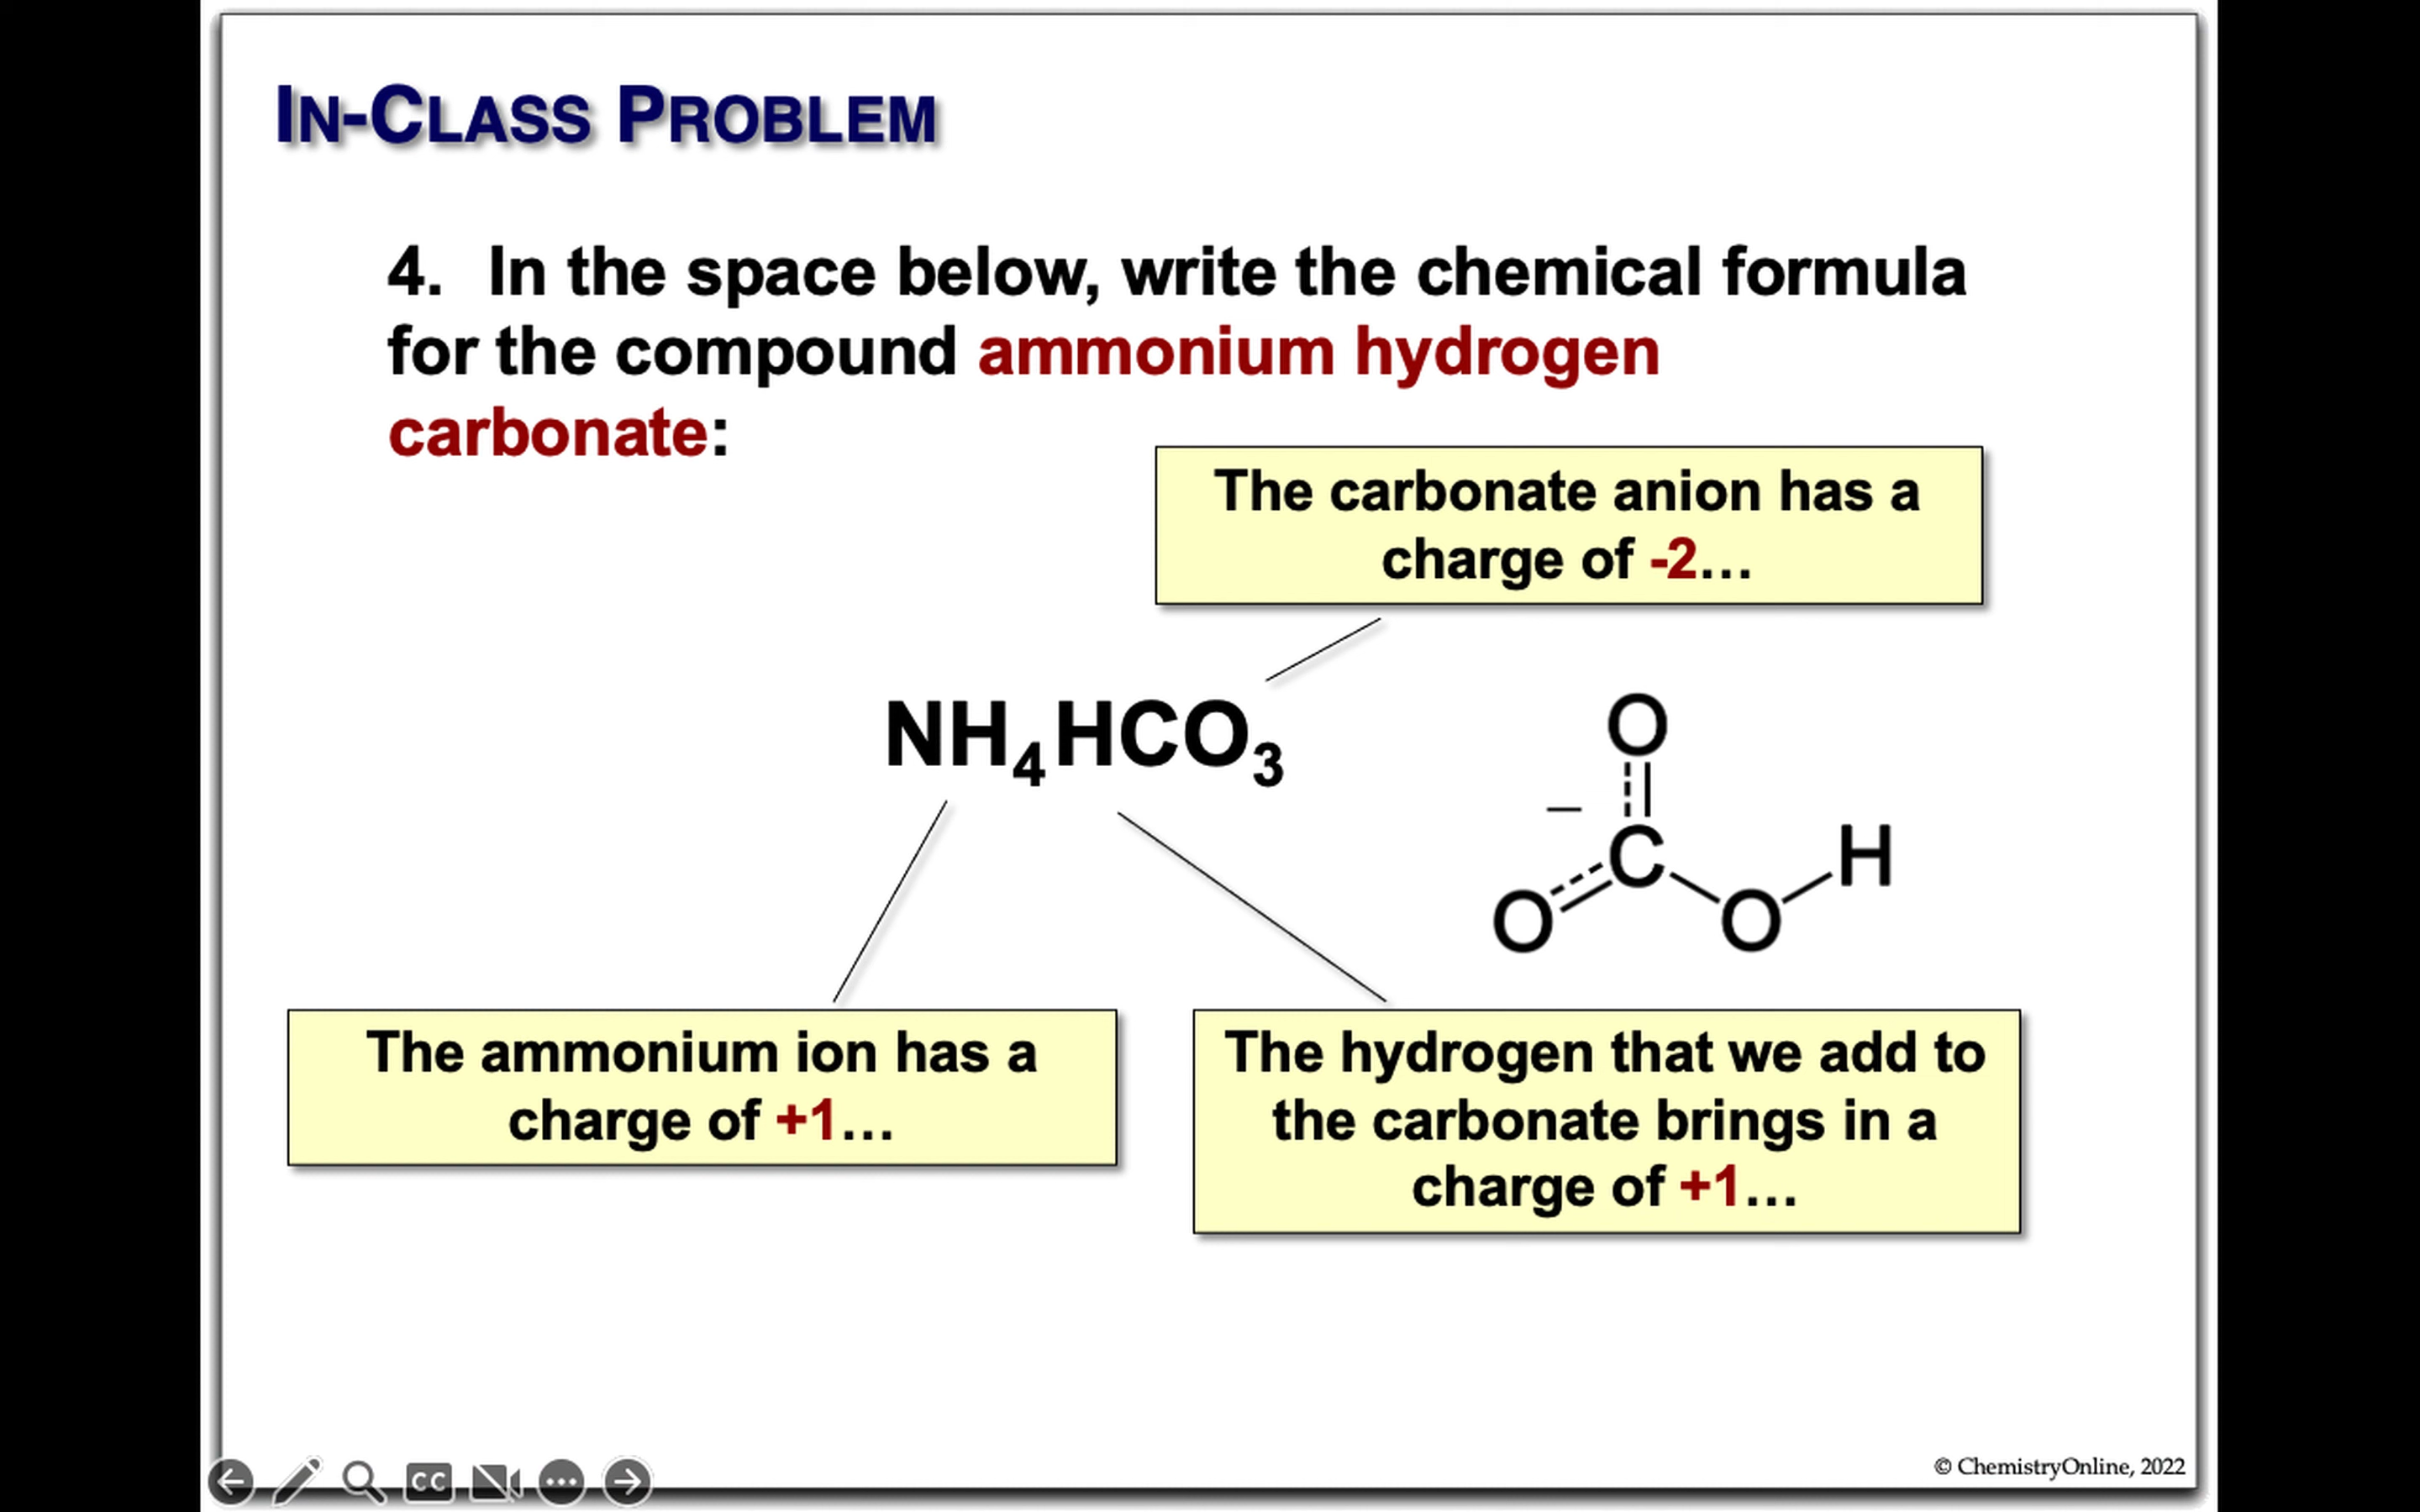 IN-CLASS PROBLEM
4. In the space below, write the chemical formula
for the compound ammonium hydrogen
carbonate:
The carbonate anion has a
charge of -2…
NH₄HCO₃
O
–
C
H
O
O
The ammonium ion has a
charge of +1…
The hydrogen that we add to
the carbonate brings in a
charge of +1…
© ChemistryOnline, 2022
CC